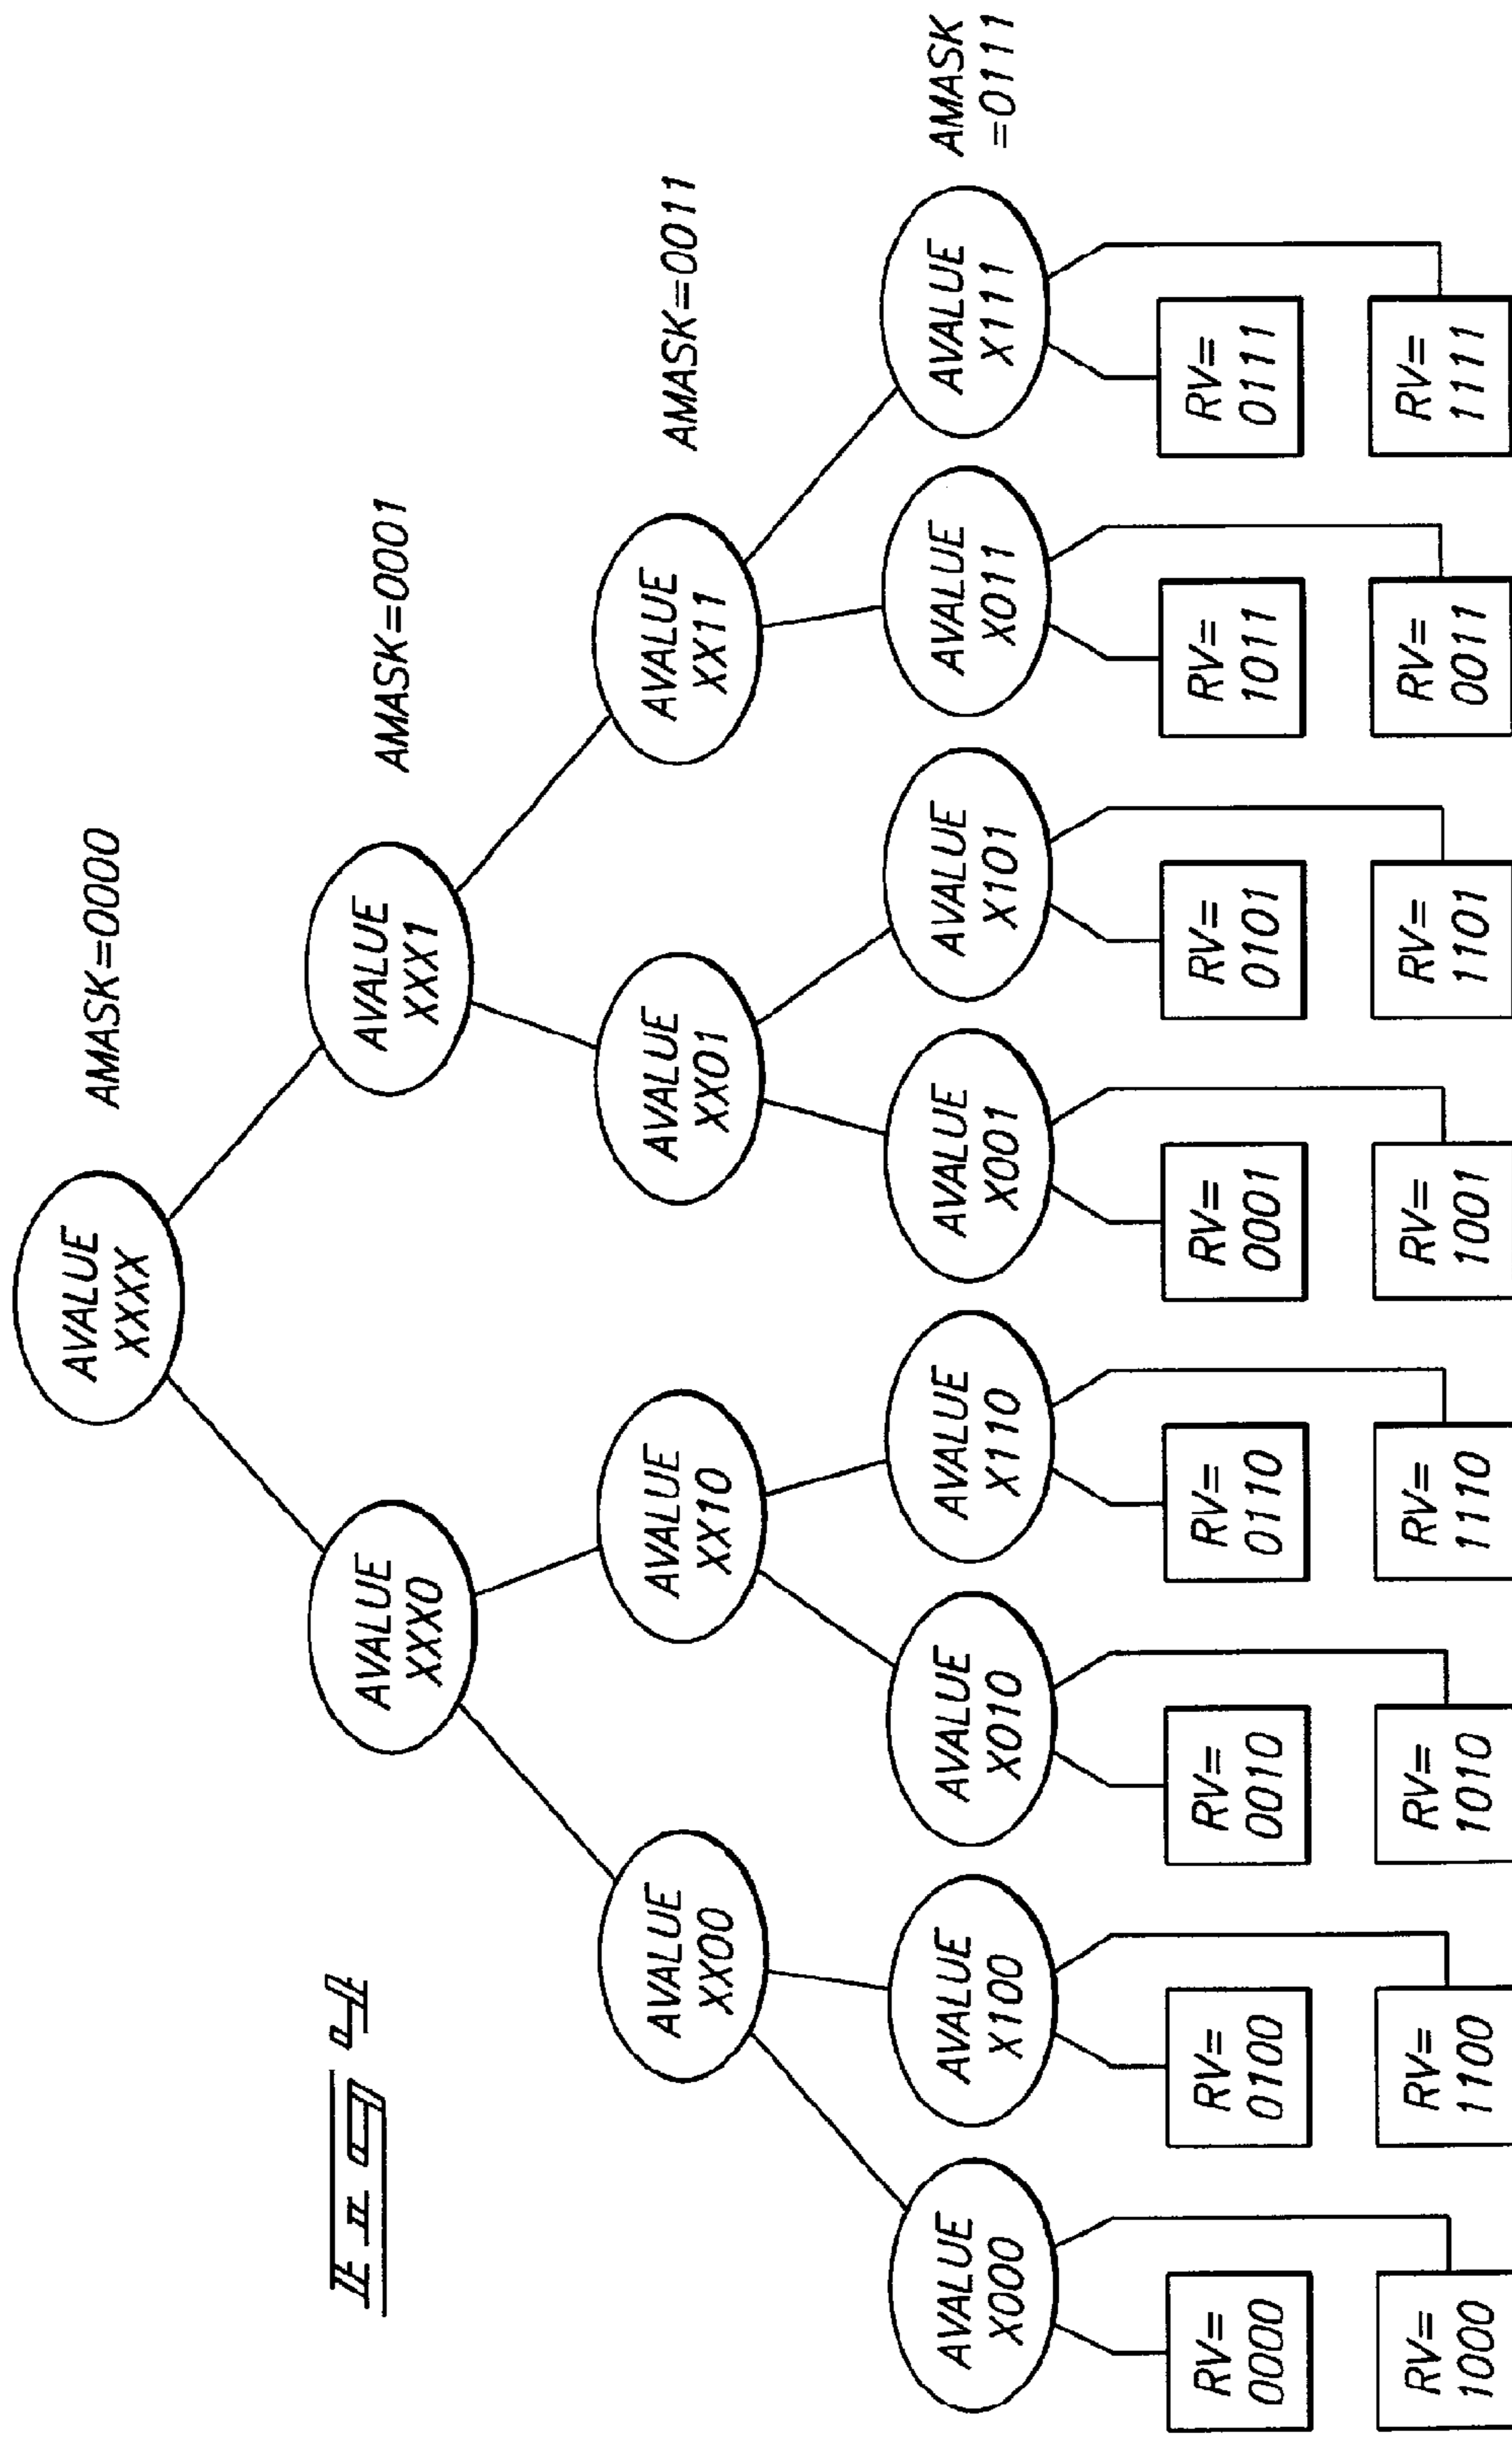 FIG 4
AVALUE
XXXX
AMASK=0000
AVALUE
XXX0
AVALUE
XXX1
AMASK=0001
AVALUE
XX00
AVALUE
XX10
AVALUE
XX01
AVALUE
XX11
AMASK=0011
AVALUE
X000
AVALUE
X100
AVALUE
X010
AVALUE
X110
AVALUE
X001
AVALUE
X101
AVALUE
X011
AVALUE
X111
AMASK
=0111
RV=
0000
RV=
0100
RV=
0010
RV=
0110
RV=
0001
RV=
0101
RV=
1011
RV=
0111
RV=
1000
RV=
1100
RV=
1010
RV=
1110
RV=
1001
RV=
1101
RV=
0011
RV=
1111